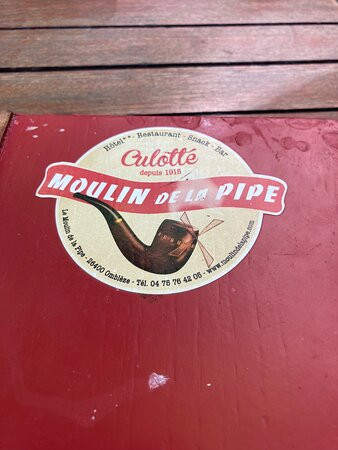 Hôtel** - Restaurant - Snack - Bar
Culotté
depuis 1915
MOULIN DE LA PIPE
Le Moulin de la Pipe - 26400 Omblèze - Tél. 04 75 76 42 05 - www.moulindelapipe.com